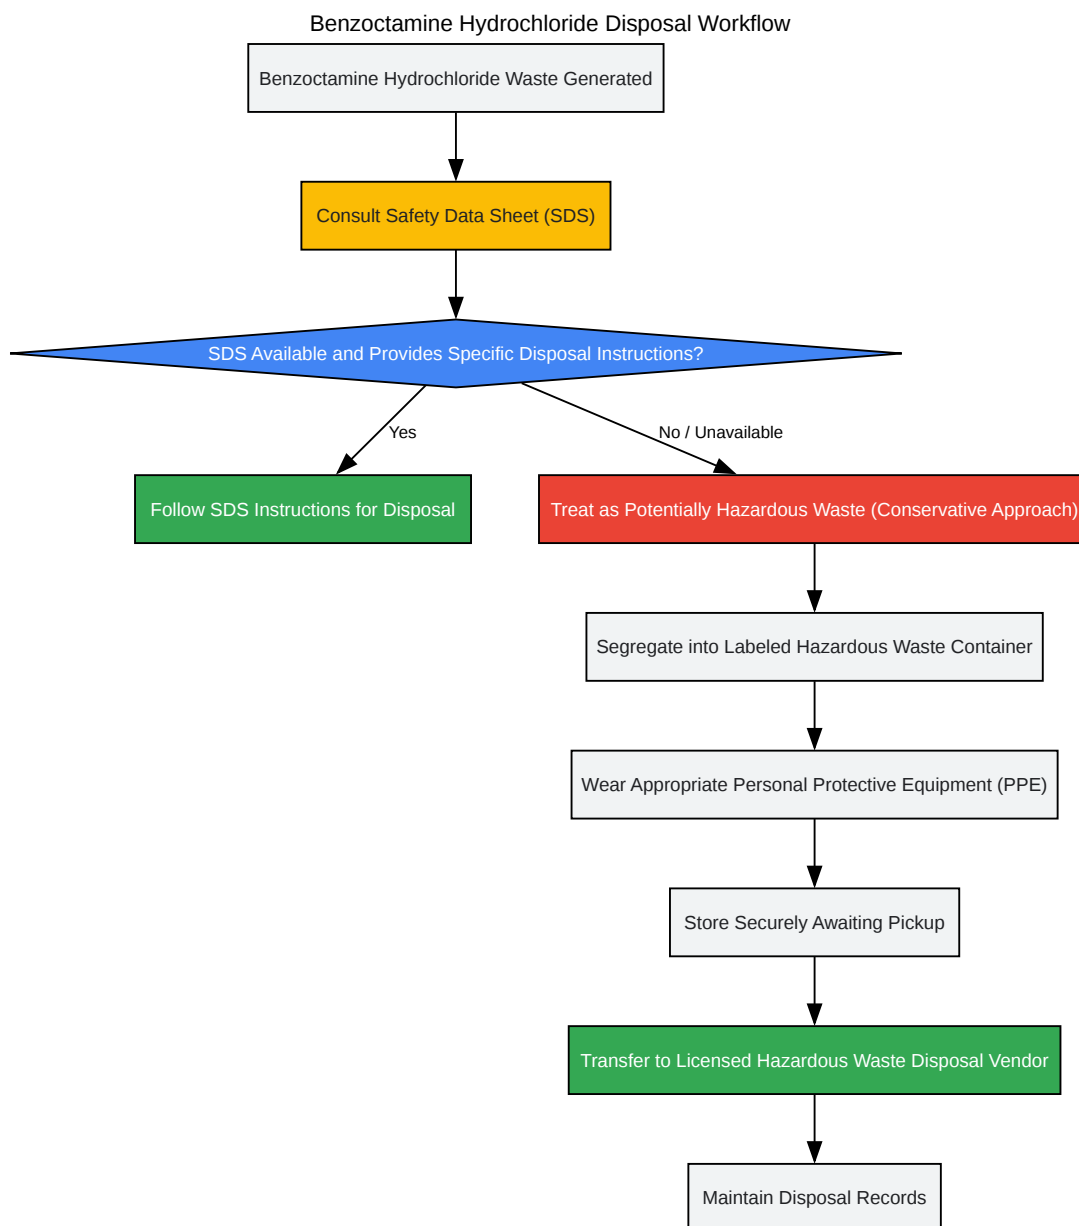 Benzoctamine Hydrochloride Disposal Workflow
Benzoctamine Hydrochloride Waste Generated
Consult Safety Data Sheet (SDS)
SDS Available and Provides Specific Disposal Instructions?
Yes
No / Unavailable
Follow SDS Instructions for Disposal
Treat as Potentially Hazardous Waste (Conservative Approach)
Segregate into Labeled Hazardous Waste Container
Wear Appropriate Personal Protective Equipment (PPE)
Store Securely Awaiting Pickup
Transfer to Licensed Hazardous Waste Disposal Vendor
Maintain Disposal Records